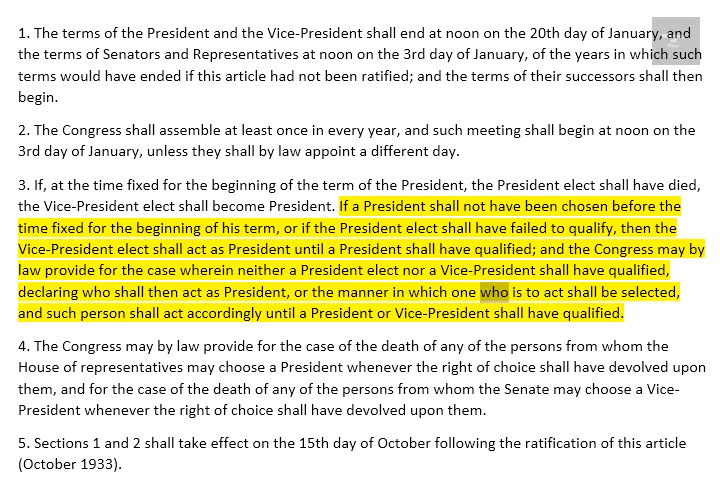 1. The terms of the President and the Vice-President shall end at noon on the 20th day of January, and
the terms of Senators and Representatives at noon on the 3rd day of January, of the years in which such
terms would have ended if this article had not been ratified; and the terms of their successors shall then
begin.
2. The Congress shall assemble at least once in every year, and such meeting shall begin at noon on the
3rd day of January, unless they shall by law appoint a different day.
3. If, at the time fixed for the beginning of the term of the President, the President elect shall have died,
the Vice-President elect shall become President. If a President shall not have been chosen before the
time fixed for the beginning of his term, or if the President elect shall have failed to qualify, then the
Vice-President elect shall act as President until a President shall have qualified; and the Congress may by
law provide for the case wherein neither a President elect nor a Vice-President shall have qualified,
declaring who shall then act as President, or the manner in which one who is to act shall be selected,
and such person shall act accordingly until a President or Vice-President shall have qualified.
4. The Congress may by law provide for the case of the death of any of the persons from whom the
House of representatives may choose a President whenever the right of choice shall have devolved upon
them, and for the case of the death of any of the persons from whom the Senate may choose a Vice-
President whenever the right of choice shall have devolved upon them.
5. Sections 1 and 2 shall take effect on the 15th day of October following the ratification of this article
(October 1933).